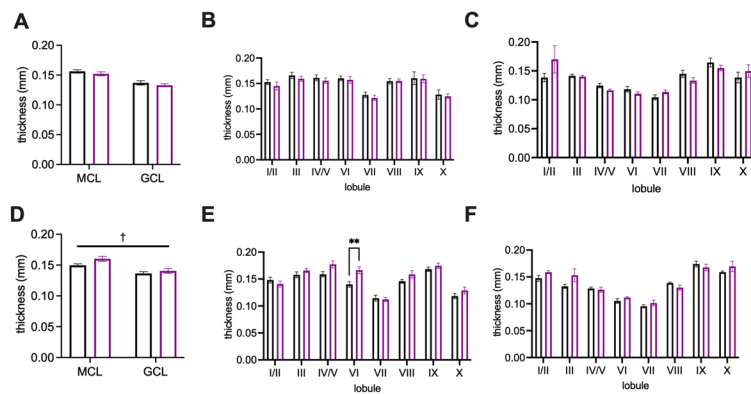 A
thickness (mm)
0.20
0.15
0.10
0.05
0.00
MCL GCL
B
thickness (mm)
0.20
0.15
0.10
0.05
0.00
I/II III IV/V VI VII VIII IX X
lobule
C
thickness (mm)
0.20
0.15
0.10
0.05
0.00
I/II III IV/V VI VII VIII IX X
lobule
D
thickness (mm)
0.20
0.15
0.10
0.05
0.00
†
MCL GCL
E
thickness (mm)
0.20
0.15
0.10
0.05
0.00
**
I/II III IV/V VI VII VIII IX X
lobule
F
thickness (mm)
0.20
0.15
0.10
0.05
0.00
I/II III IV/V VI VII VIII IX X
lobule